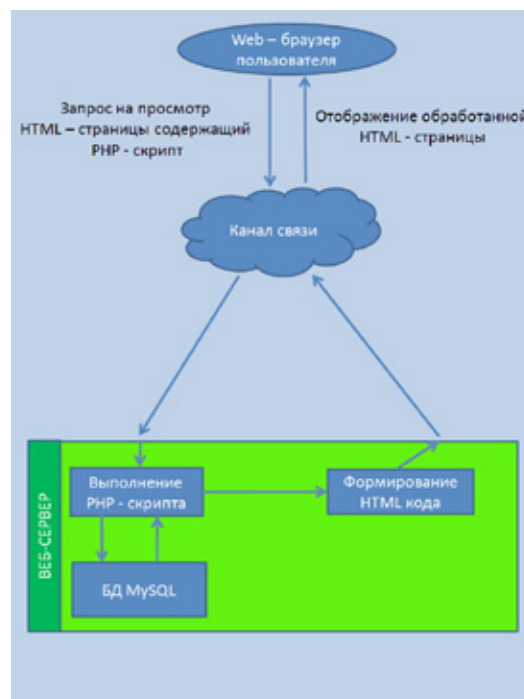 Web – браузер
пользователя
Запрос на просмотр
HTML – страницы содержащий
PHP - скрипт
Отображение обработанной
HTML - страницы
Канал связи
ВЕБ-СЕРВЕР
Выполнение
PHP - скрипта
Формирование
HTML кода
БД MySQL